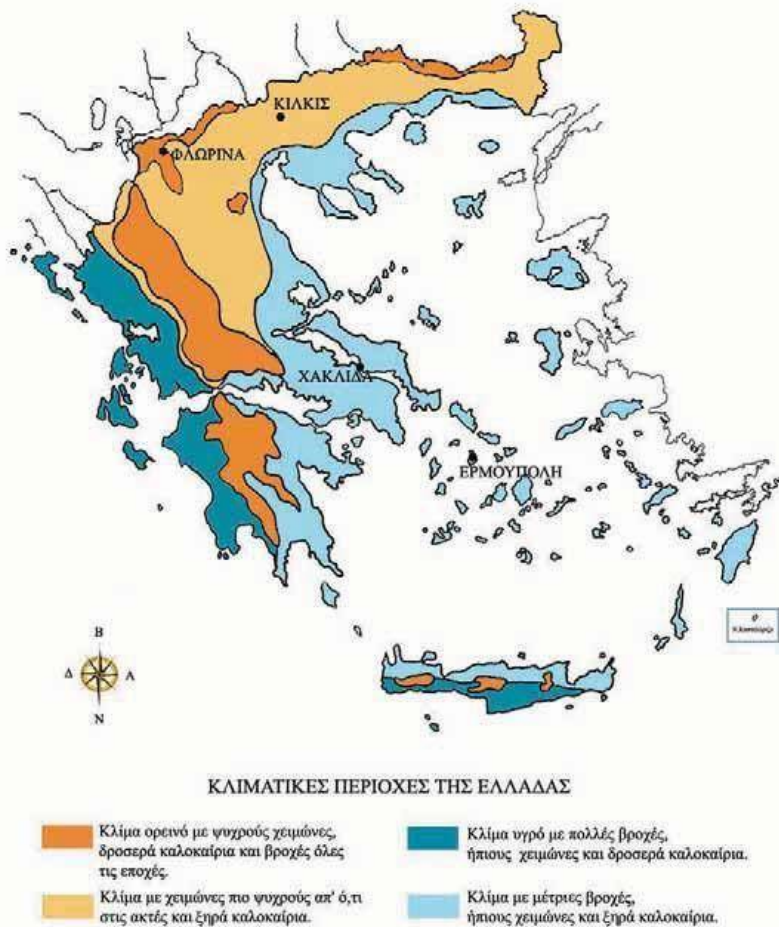 ΚΙΛΚΙΣ
ΦΛΩΡΙΝΑ
ΧΑΚΛΙΔΑ
ΕΡΜΟΥΠΟΛΗ
Β
Δ
Α
Ν
ΚΛΙΜΑΤΙΚΕΣ ΠΕΡΙΟΧΕΣ ΤΗΣ ΕΛΛΑΔΑΣ
Κλίμα ορεινό με ψυχρούς χειμώνες,
δροσερά καλοκαίρια και βροχές όλες
τις εποχές.
Κλίμα με χειμώνες πιο ψυχρούς απ' ό,τι
στις ακτές και ξηρά καλοκαίρια.
Κλίμα υγρό με πολλές βροχές,
ήπιους χειμώνες και δροσερά καλοκαίρια.
Κλίμα με μέτριες βροχές,
ήπιους χειμώνες και ξηρά καλοκαίρια.